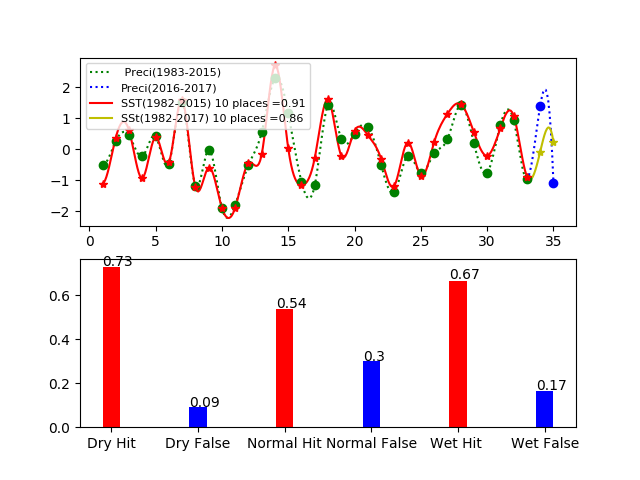 Preci(1983-2015)
Preci(2016-2017)
SST(1982-2015) 10 places =0.91
SSt(1982-2017) 10 places =0.86
2
1
0
−1
−2
0 5 10 15 20 25 30 35
0.6
0.4
0.2
0.0
0.73
0.09
0.54
0.3
0.67
0.17
Dry Hit Dry False Normal Hit Normal False Wet Hit Wet False